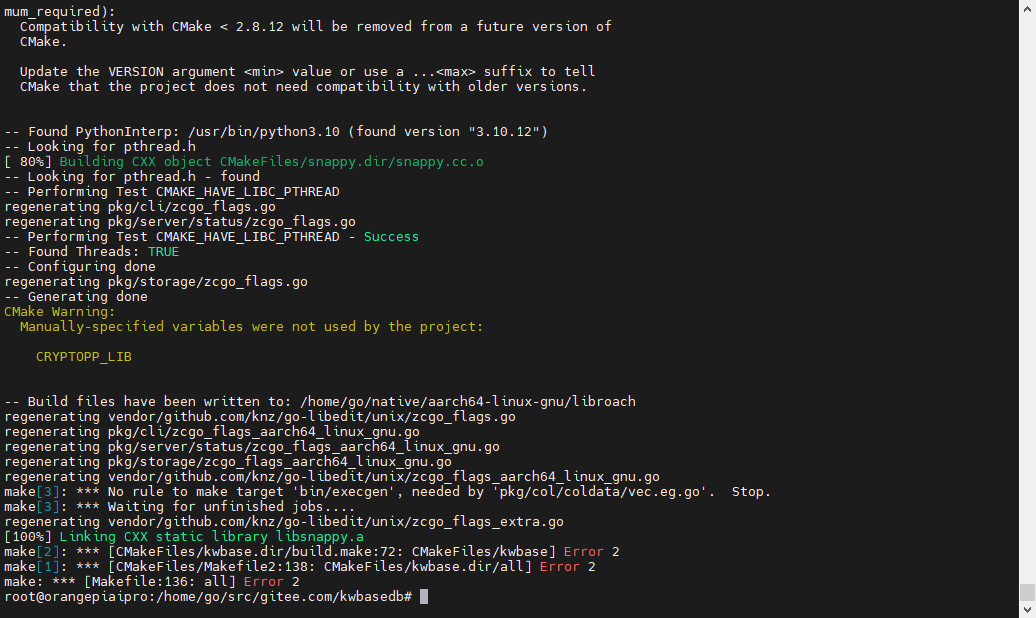 mum_required):
  Compatibility with CMake < 2.8.12 will be removed from a future version of
  CMake.
  Update the VERSION argument <min> value or use a ...<max> suffix to tell
  CMake that the project does not need compatibility with older versions.
-- Found PythonInterp: /usr/bin/python3.10 (found version "3.10.12")
-- Looking for pthread.h
[ 80%] Building CXX object CMakeFiles/snappy.dir/snappy.cc.o
-- Looking for pthread.h - found
-- Performing Test CMAKE_HAVE_LIBC_PTHREAD
regenerating pkg/cli/zcgo_flags.go
regenerating pkg/server/status/zcgo_flags.go
-- Performing Test CMAKE_HAVE_LIBC_PTHREAD - Success
-- Found Threads: TRUE
-- Configuring done
regenerating pkg/storage/zcgo_flags.go
-- Generating done
CMake Warning:
  Manually-specified variables were not used by the project:
    CRYPTOPP_LIB
-- Build files have been written to: /home/go/native/aarch64-linux-gnu/libroach
regenerating vendor/github.com/knz/go-libedit/unix/zcgo_flags.go
regenerating pkg/cli/zcgo_flags_aarch64_linux_gnu.go
regenerating pkg/server/status/zcgo_flags_aarch64_linux_gnu.go
regenerating pkg/storage/zcgo_flags_aarch64_linux_gnu.go
regenerating vendor/github.com/knz/go-libedit/unix/zcgo_flags_aarch64_linux_gnu.go
make[3]: *** No rule to make target 'bin/execgen', needed by 'pkg/col/coldata/vec.eg.go'.  Stop.
make[3]: *** Waiting for unfinished jobs....
regenerating vendor/github.com/knz/go-libedit/unix/zcgo_flags_extra.go
[100%] Linking CXX static library libsnappy.a
make[2]: *** [CMakeFiles/kwbase.dir/build.make:72: CMakeFiles/kwbase] Error 2
make[1]: *** [CMakeFiles/Makefile2:138: CMakeFiles/kwbase.dir/all] Error 2
make: *** [Makefile:136: all] Error 2
root@orangepiaipro:/home/go/src/gitee.com/kwbasedb#